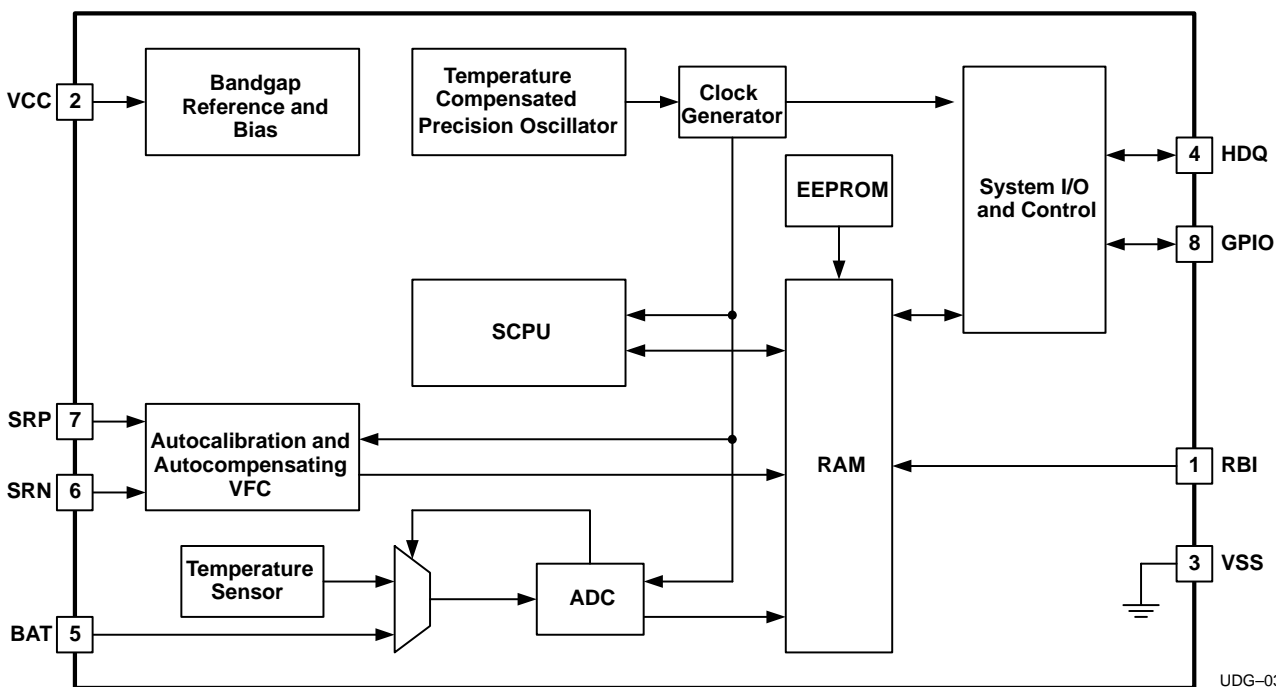 VCC 2
Bandgap
Reference and
Bias
Temperature
Compensated
Precision Oscillator
Clock
Generator
EEPROM
System I/O
and Control
4 HDQ
8 GPIO
SCPU
SRP 7
SRN 6
Autocalibration and
Autocompensating
VFC
RAM
1 RBI
Temperature
Sensor
ADC
3 VSS
BAT 5
UDG–03